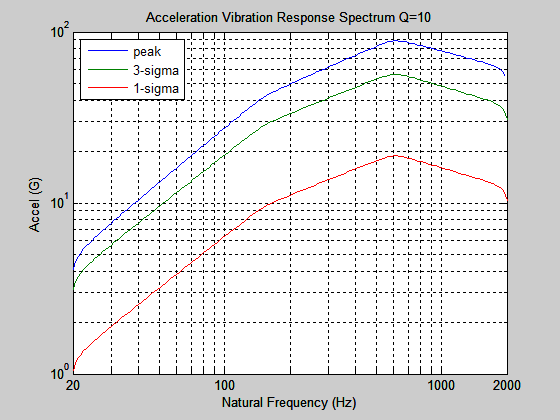 Acceleration Vibration Response Spectrum Q=10
10^2
peak
3-sigma
1-sigma
Accel (G)
10^1
10^0
20 100 1000 2000
Natural Frequency (Hz)